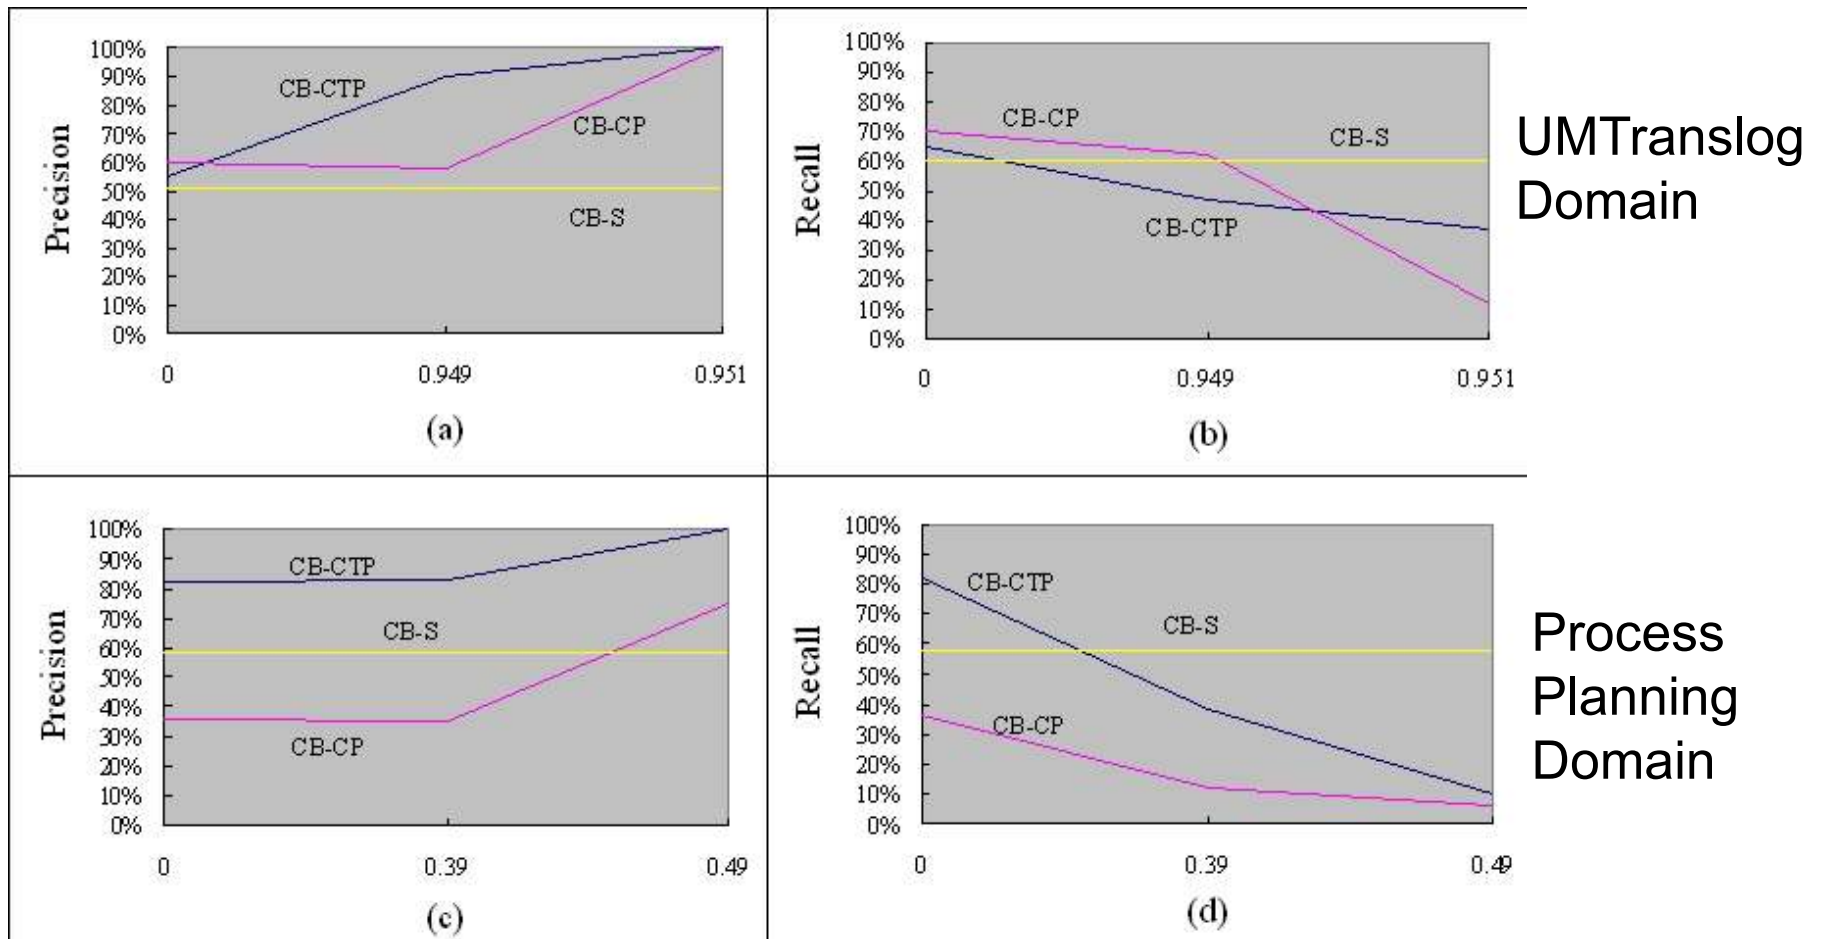 100%
90%
80%
70%
60%
50%
40%
30%
20%
10%
0%
Precision
CB-CTP
CB-CP
CB-S
0
0.949
0.951
(a)
100%
90%
80%
70%
60%
50%
40%
30%
20%
10%
0%
Recall
CB-CP
CB-S
CB-CTP
0
0.949
0.951
(b)
UMTranslog
Domain
100%
90%
80%
70%
60%
50%
40%
30%
20%
10%
0%
Precision
CB-CTP
CB-S
CB-CP
0
0.39
0.49
(c)
100%
90%
80%
70%
60%
50%
40%
30%
20%
10%
0%
Recall
CB-CTP
CB-S
CB-CP
0
0.39
0.49
(d)
Process
Planning
Domain